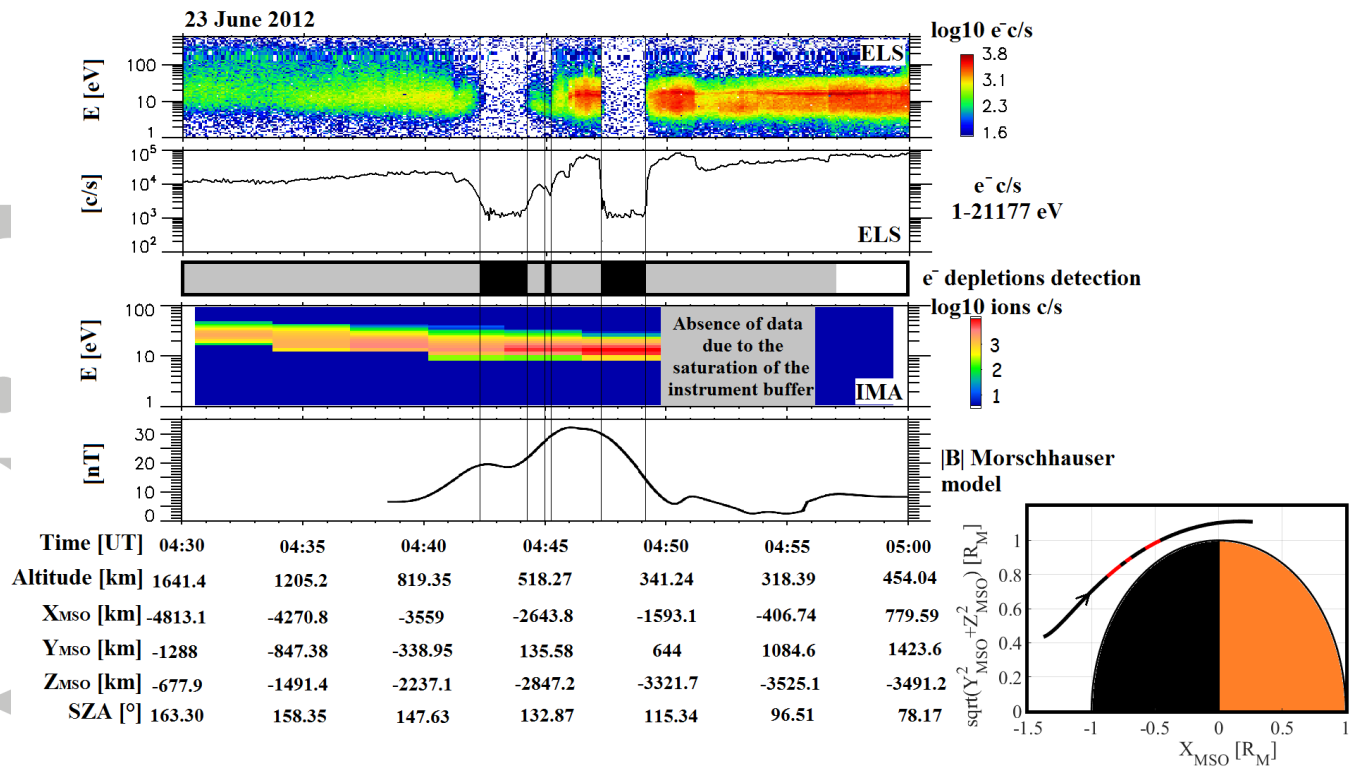 23 June 2012
log10 e⁻c/s
ELS
E [eV]
100
10
1
3.8
3.1
2.3
1.6
[c/s]
10⁵
10⁴
10³
10²
ELS
e⁻ c/s
1-21177 eV
e⁻ depletions detection
log10 ions c/s
E [eV]
100
10
1
Absence of data
due to the
saturation of the
instrument buffer
IMA
3
2
1
[nT]
30
20
10
0
|B| Morschhauser
model
Time [UT] 04:30 04:35 04:40 04:45 04:50 04:55 05:00
Altitude [km] 1641.4 1205.2 819.35 518.27 341.24 318.39 454.04
X_MSO [km] -4813.1 -4270.8 -3559 -2643.8 -1593.1 -406.74 779.59
Y_MSO [km] -1288 -847.38 -338.95 135.58 644 1084.6 1423.6
Z_MSO [km] -677.9 -1491.4 -2237.1 -2847.2 -3321.7 -3525.1 -3491.2
SZA [°] 163.30 158.35 147.63 132.87 115.34 96.51 78.17
sqrt(Y²_MSO+Z²_MSO) [R_M]
1
0.8
0.6
0.4
0.2
0
-1.5 -1 -0.5 0 0.5 1
X_MSO [R_M]